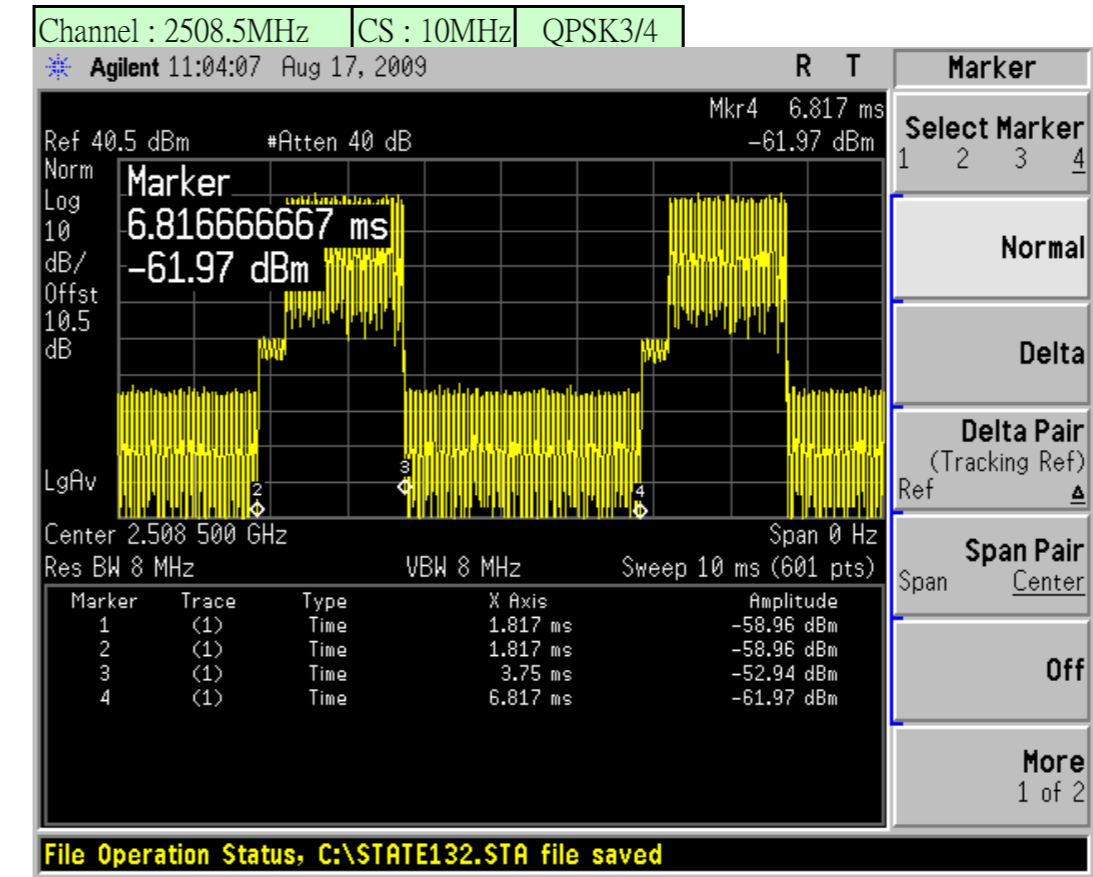 Channel : 2508.5MHz CS : 10MHz QPSK3/4
Agilent 11:04:07 Aug 17, 2009 R T
Mkr4 6.817 ms
Ref 40.5 dBm #Atten 40 dB -61.97 dBm
Norm
Log
10
dB/
Offst
10.5
dB
LgAv
Marker
6.816666667 ms
-61.97 dBm
2
3
4
Center 2.508 500 GHz Span 0 Hz
Res BW 8 MHz VBW 8 MHz Sweep 10 ms (601 pts)
Marker Trace Type X Axis Amplitude
1 (1) Time 1.817 ms -58.96 dBm
2 (1) Time 1.817 ms -58.96 dBm
3 (1) Time 3.75 ms -52.94 dBm
4 (1) Time 6.817 ms -61.97 dBm
Marker
Select Marker
1 2 3 4
Normal
Delta
Delta Pair
(Tracking Ref)
Ref Δ
Span Pair
Span Center
Off
More
1 of 2
File Operation Status, C:\STATE132.STA file saved